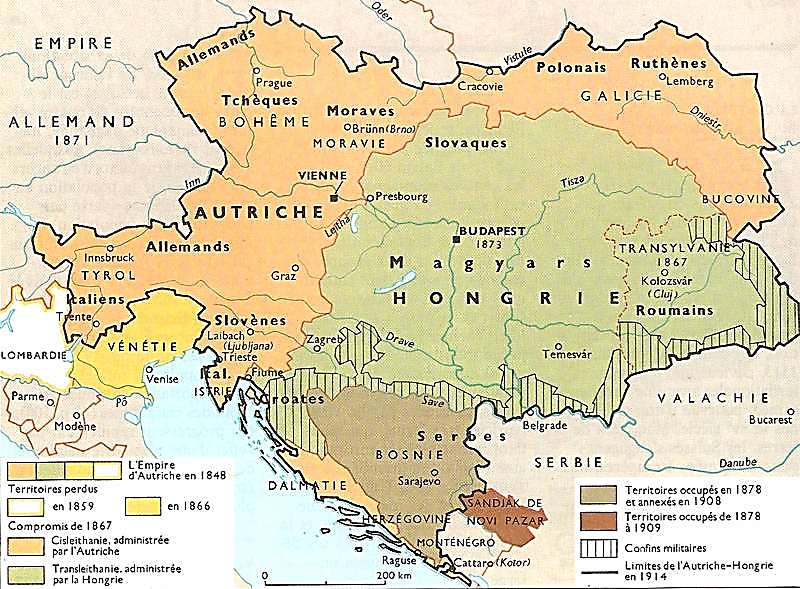 Oder
Allemands
EMPIRE
Vistule
Polonais
Ruthènes
Prague
Cracovie
Lemberg
Tchèques
GALICIE
BOHÊME
Moraves
Dniestr
ALLEMAND
1871
Brünn (Brno)
MORAVIE
Slovaques
Inn
VIENNE
Tisza
Presbourg
BUCOVINE
AUTRICHE
Leitha
BUDAPEST
1873
Allemands
Innsbruck
TRANSYLVANIE
1867
TYROL
Graz
Magyars
Kolozsvár
(Cluj)
Italiens
HONGRIE
Roumains
Trente
Slovènes
VÉNÉTIE
Laibach
(Ljubljana)
Zagreb
Drave
LOMBARDIE
Trieste
Temesvár
Ital.
Fiume
Venise
ISTRIE
Parme
Pô
Croates
Save
VALACHIE
Modène
Belgrade
Bucarest
Serbes
BOSNIE
SERBIE
Danube
Sarajevo
DALMATIE
SANDJAK DE
NOVI PAZAR
HERZÉGOVINE
MONTÉNÉGRO
Raguse
Cattaro (Kotor)
0
200 km
L'Empire
d'Autriche en 1848
Territoires perdus
en 1859
en 1866
Compromis de 1867
Cisleithanie, administrée
par l'Autriche
Transleithanie, administrée
par la Hongrie
Territoires occupés en 1878
et annexés en 1908
Territoires occupés de 1878
à 1909
Confins militaires
Limites de l'Autriche-Hongrie
en 1914